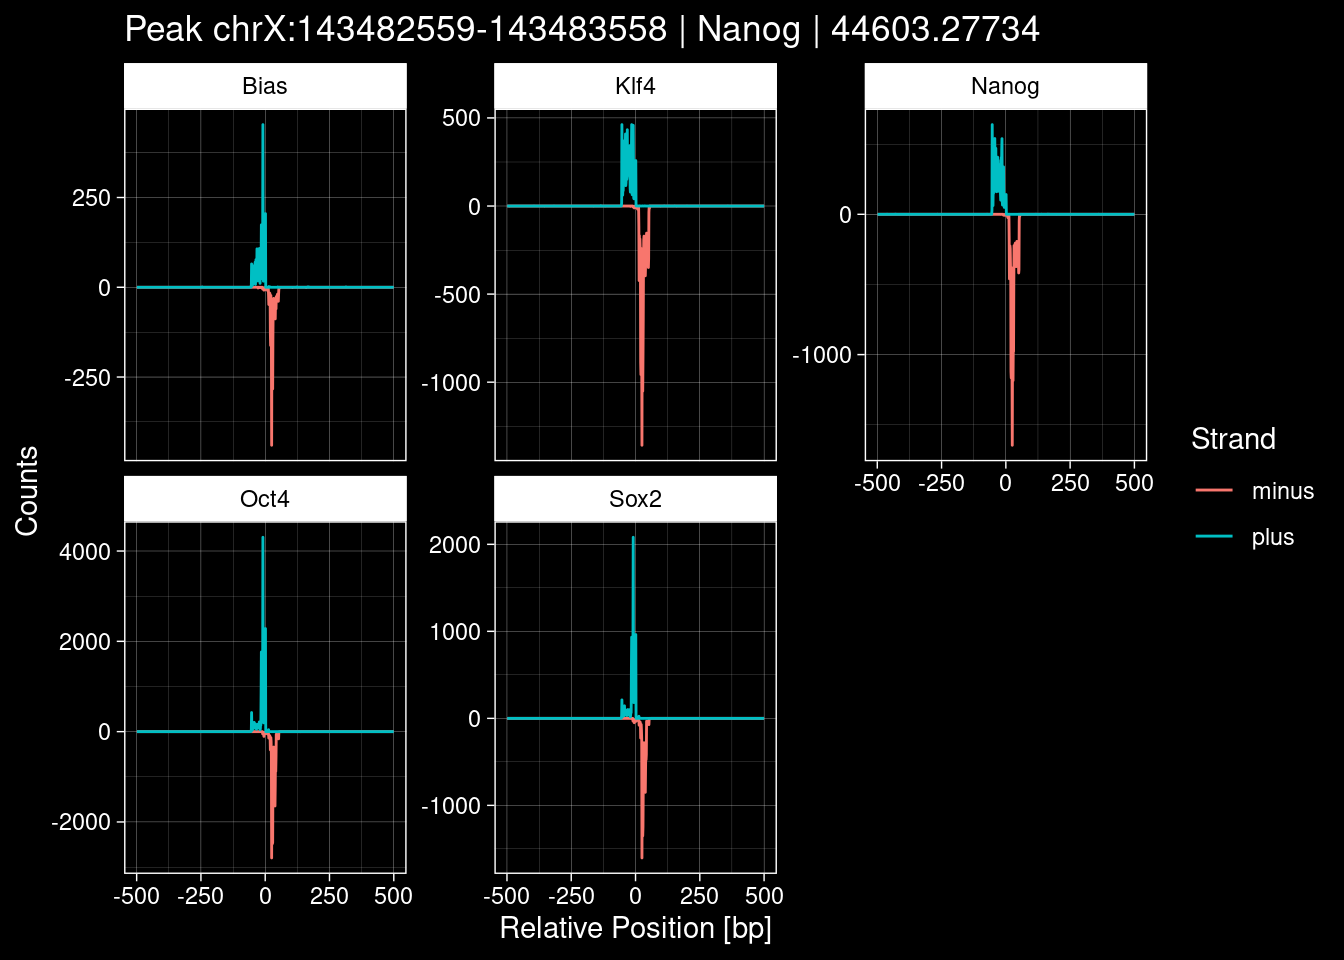 Peak chrX:143482559-143483558 | Nanog | 44603.27734
Bias
Klf4
Nanog
250
0
-250
500
0
-500
-1000
0
-1000
-500 -250 0 250 500
Oct4
Sox2
4000
2000
0
-2000
2000
1000
0
-1000
-500 -250 0 250 500
-500 -250 0 250 500
Relative Position [bp]
Counts
Strand
minus
plus